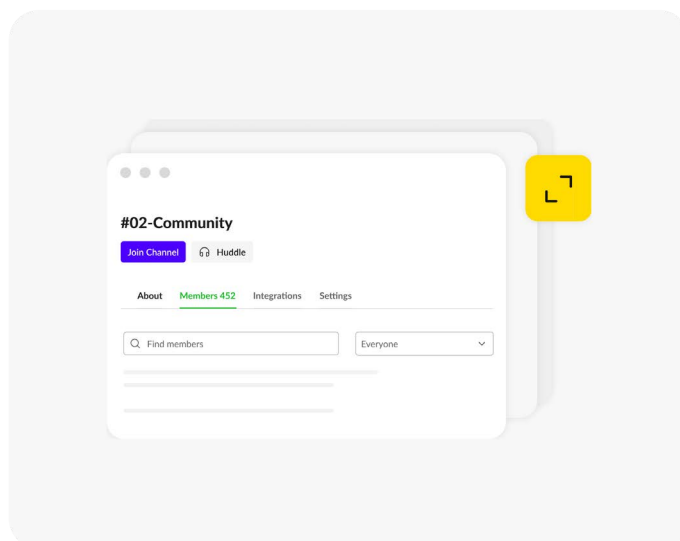 #02-Community
Join Channel Huddle
About Members 452 Integrations Settings
Find members Everyone